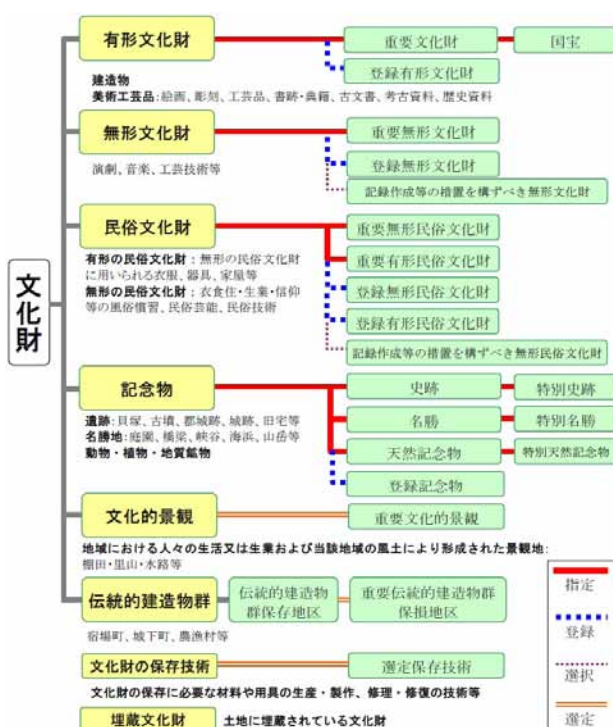 有形文化財
重要文化財
国宝
登録有形文化財
建造物
美術工芸品:絵画、彫刻、工芸品、書跡・典籍、古文書、考古資料、歴史資料
無形文化財
重要無形文化財
演劇、音楽、工芸技術等
登録無形文化財
記録作成等の措置を構ずべき無形文化財
民俗文化財
重要無形民俗文化財
有形の民俗文化財:無形の民俗文化財
に用いられる衣服、器具、家屋等
無形の民俗文化財:衣食住・生業・信仰
等の風俗慣習、民俗芸能、民俗技術
重要有形民俗文化財
登録無形民俗文化財
登録有形民俗文化財
記録作成等の措置を構ずべき無形民俗文化財
文化財
記念物
史跡
特別史跡
遺跡:貝塚、古墳、都城跡、城跡、旧宅等
名勝地:庭園、橋梁、峡谷、海浜、山岳等
動物・植物・地質鉱物
名勝
特別名勝
天然記念物
特別天然記念物
登録記念物
文化的景観
重要文化的景観
地域における人々の生活又は生業および当該地域の風土により形成された景観地:
棚田・里山・水路等
伝統的建造物群
伝統的建造物
群保存地区
重要伝統的建造物群
保損地区
宿場町、城下町、農漁村等
文化財の保存技術
選定保存技術
文化財の保存に必要な材料や用具の生産・製作、修理・修復の技術等
埋蔵文化財
土地に埋蔵されている文化財
指定
登録
選択
選定